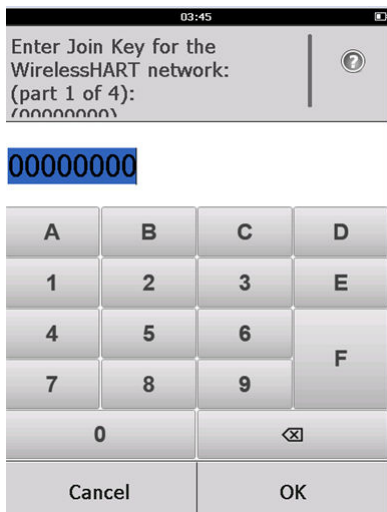 03:45
Enter Join Key for the
WirelessHART network:
(part 1 of 4):
(00000000)
00000000
A B C D
1 2 3 E
4 5 6
F
7 8 9
0
Cancel OK